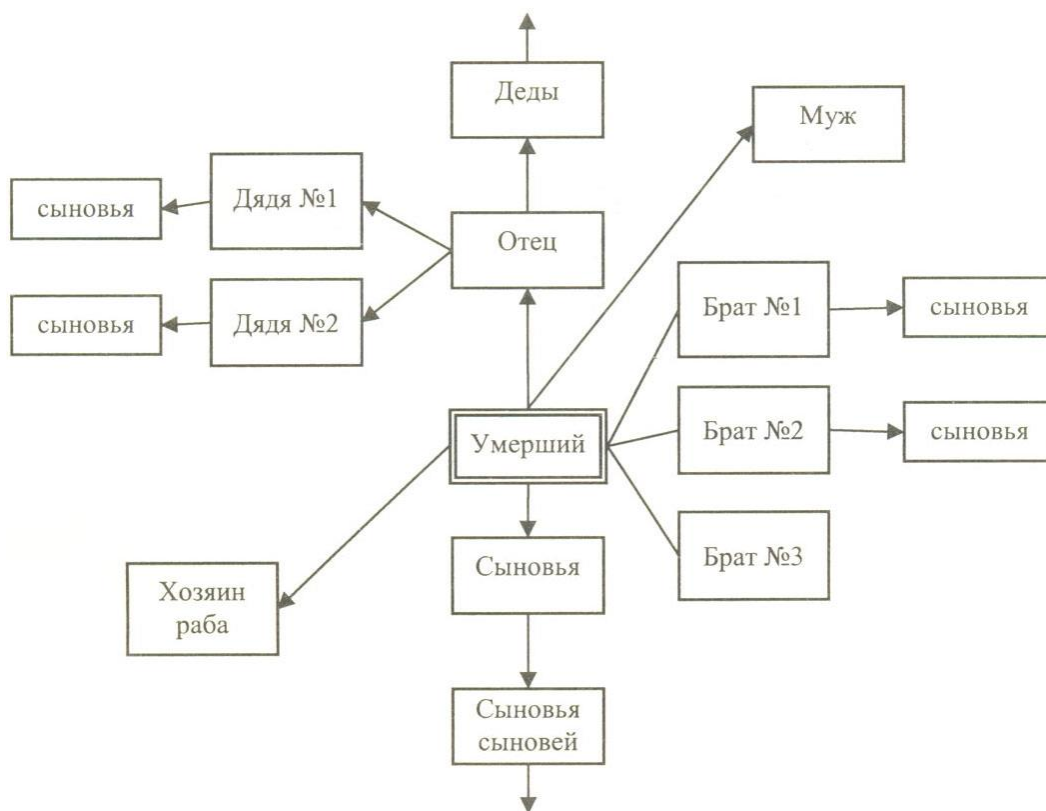 Деды
Муж
Дядя №1
сыновья
Отец
Дядя №2
сыновья
Брат №1
сыновья
Умерший
Брат №2
сыновья
Брат №3
Сыновья
Хозяин
раба
Сыновья
сыновей